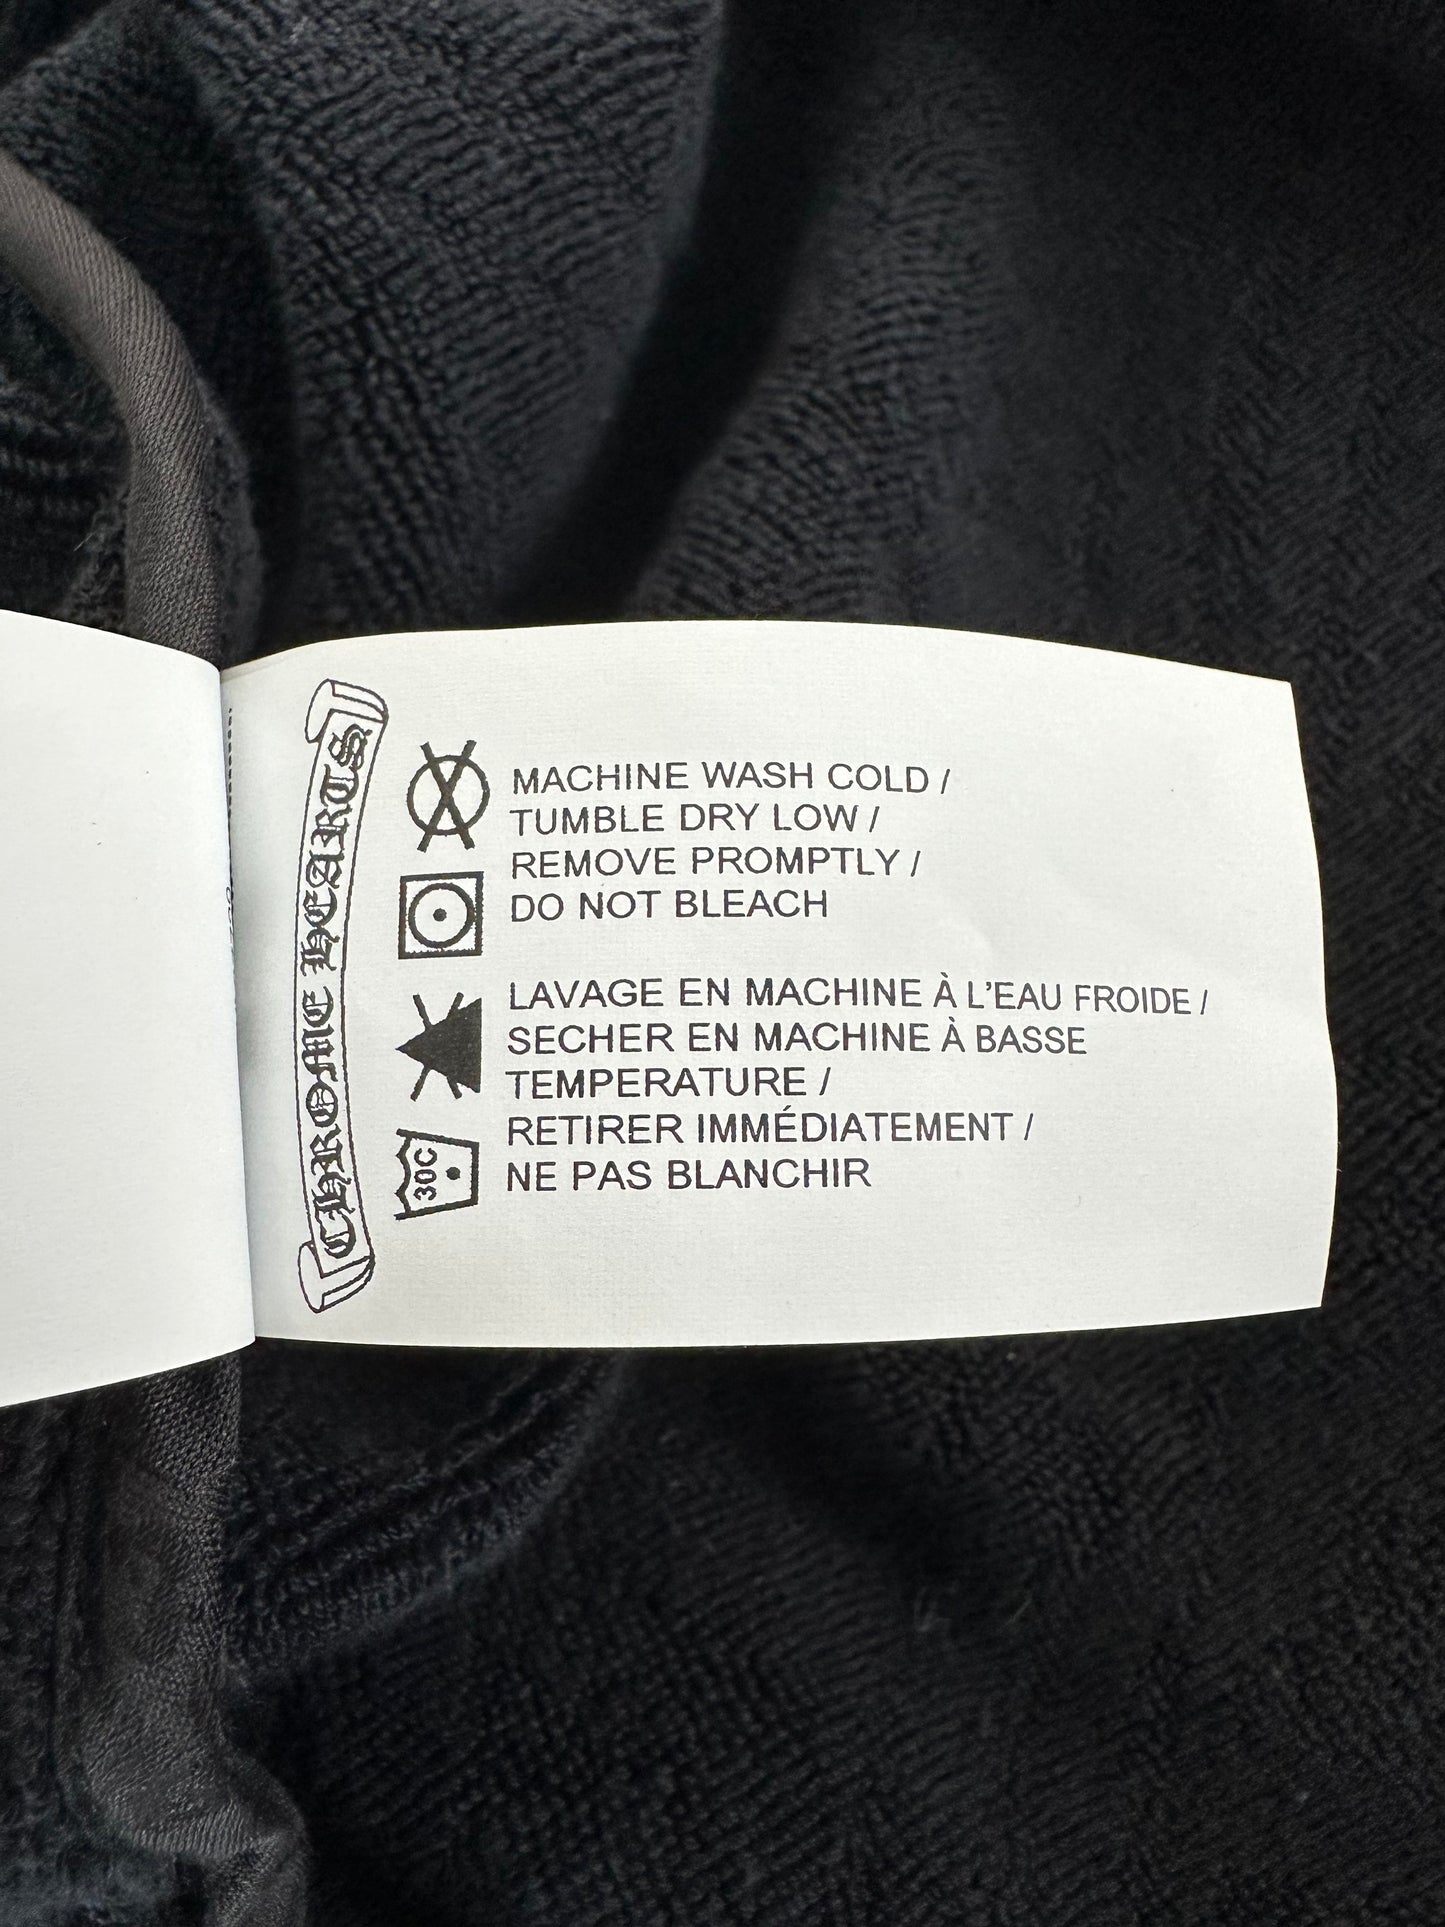 CHROME HEARTS
MACHINE WASH COLD /
TUMBLE DRY LOW /
REMOVE PROMPTLY /
DO NOT BLEACH
LAVAGE EN MACHINE À L'EAU FROIDE /
SECHER EN MACHINE À BASSE
TEMPERATURE /
RETIRER IMMÉDIATEMENT /
NE PAS BLANCHIR
30C